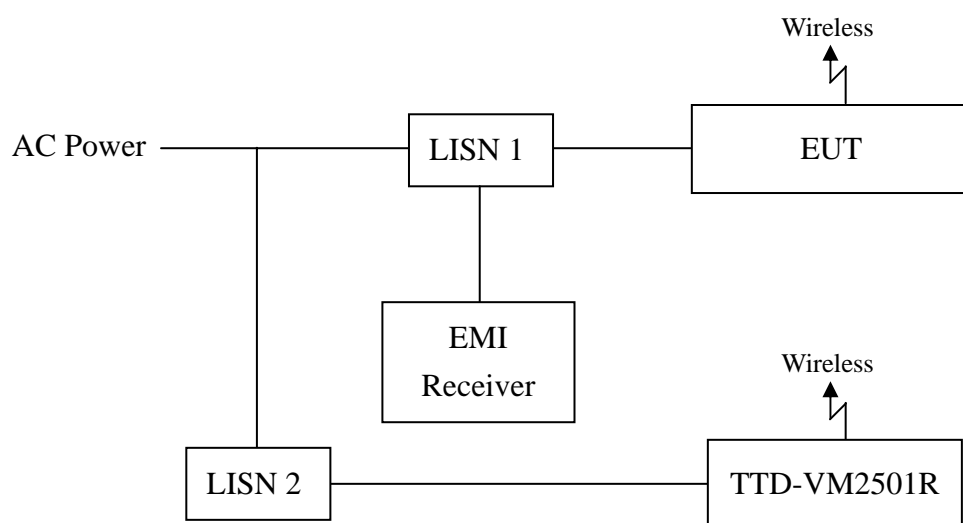 Wireless
AC Power
LISN 1
EUT
EMI
Receiver
Wireless
LISN 2
TTD-VM2501R